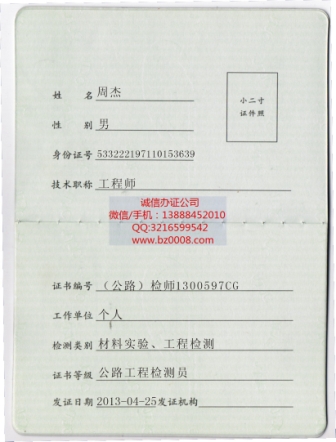 姓 名 周杰
小二寸
证件照
性 别 男
身份证号 533222197110153639
技术职称 工程师
诚信办证公司
微信/手机：13888452010
QQ:3216599542
www.bz0008.com
证书编号 （公路）检师1300597CG
工作单位 个人
检测类别 材料实验、工程检测
证书等级 公路工程检测员
发证日期 2013-04-25发证机构